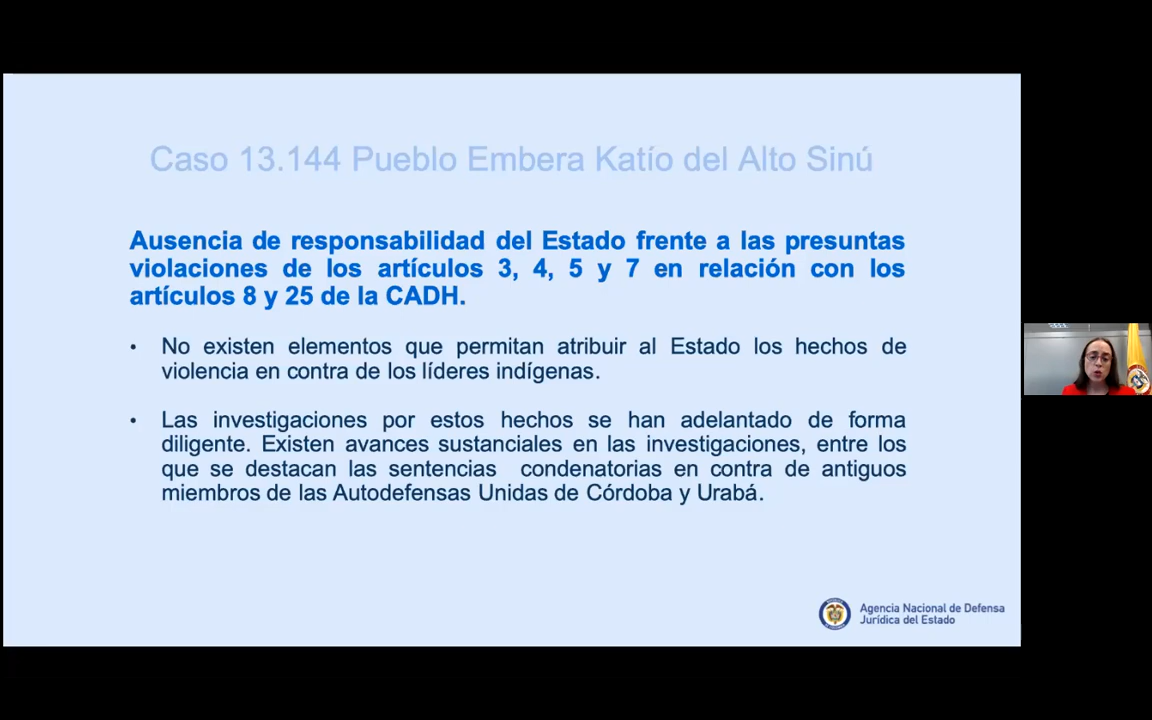 Caso 13.144 Pueblo Embera Katío del Alto Sinú
Ausencia de responsabilidad del Estado frente a las presuntas
violaciones de los artículos 3, 4, 5 y 7 en relación con los
artículos 8 y 25 de la CADH.
• No existen elementos que permitan atribuir al Estado los hechos de
violencia en contra de los líderes indígenas.
• Las investigaciones por estos hechos se han adelantado de forma
diligente. Existen avances sustanciales en las investigaciones, entre los
que se destacan las sentencias condenatorias en contra de antiguos
miembros de las Autodefensas Unidas de Córdoba y Urabá.
Agencia Nacional de Defensa
Jurídica del Estado